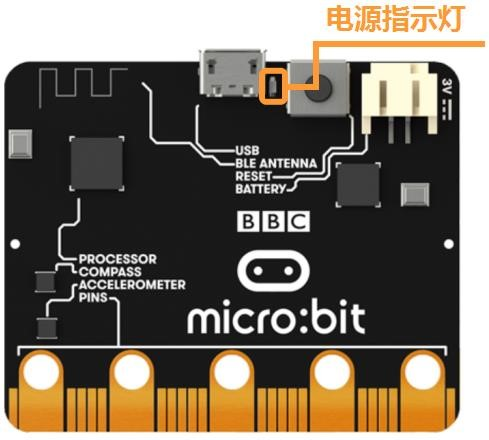 电源指示灯
3V
USB
BLE ANTENNA
RESET
BATTERY
BBC
PROCESSOR
COMPASS
ACCELEROMETER
PINS
micro:bit